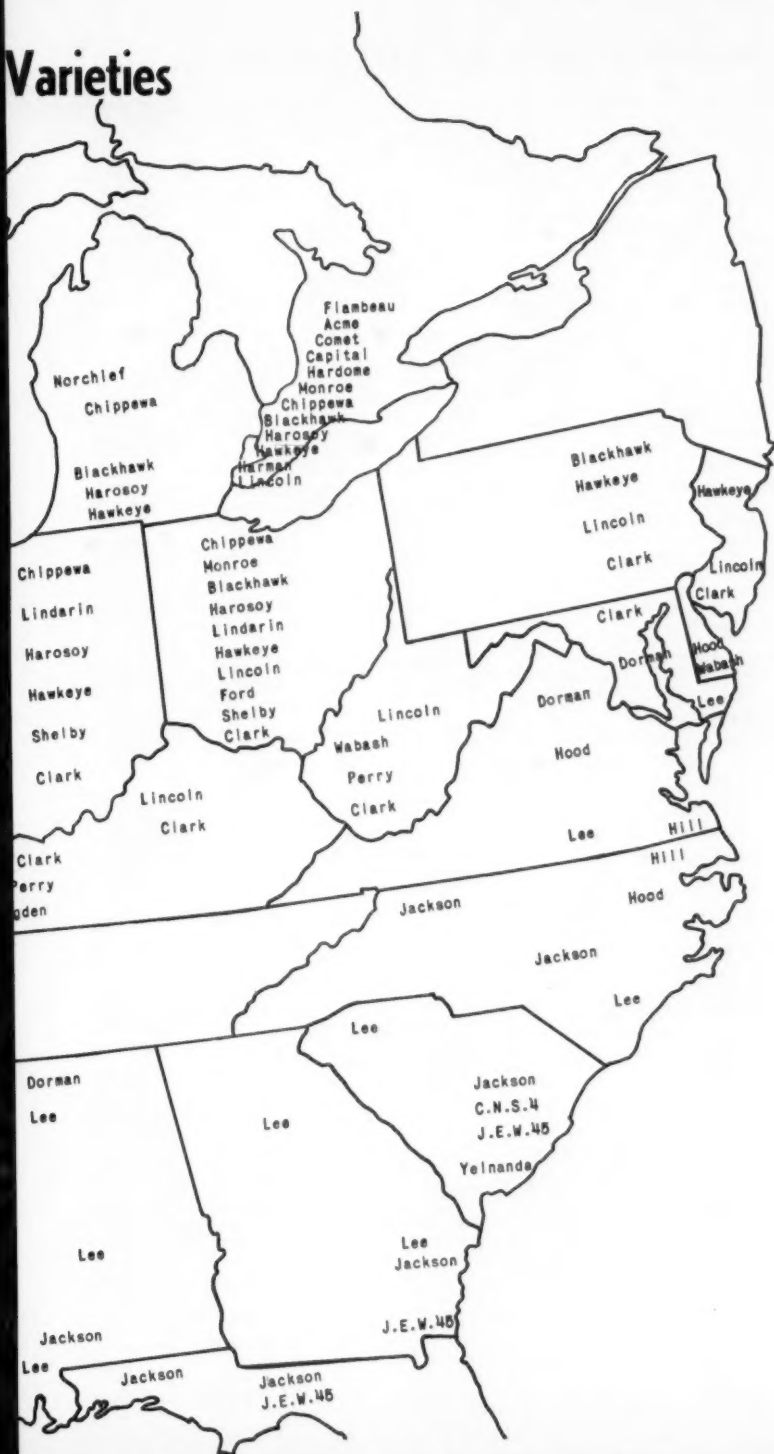 Varieties
Norchief
Chippewa
Blackhawk
Harosoy
Hawkeye
Flambeau
Acme
Comet
Capital
Hardome
Monroe
Chippewa
Blackhawk
Harosoy
Hawkeye
Harman
Lincoln
Chippewa
Lindarin
Harosoy
Hawkeye
Shelby
Clark
Chippewa
Monroe
Blackhawk
Harosoy
Lindarin
Hawkeye
Lincoln
Ford
Shelby
Clark
Blackhawk
Hawkeye
Lincoln
Clark
Hawkeye
Lincoln
Clark
Clark
Dorman
Hood
Wabash
Lee
Lincoln
Wabash
Perry
Clark
Dorman
Hood
Lee
Hill
Lincoln
Clark
Clark
Perry
gden
Jackson
Hill
Hood
Jackson
Lee
Lee
Jackson
C.N.S.4
J.E.W.45
Yelnanda
Dorman
Lee
Lee
Jackson
Lee
Lee
Lee
Jackson
J.E.W.45
Jackson
Jackson
J.E.W.45